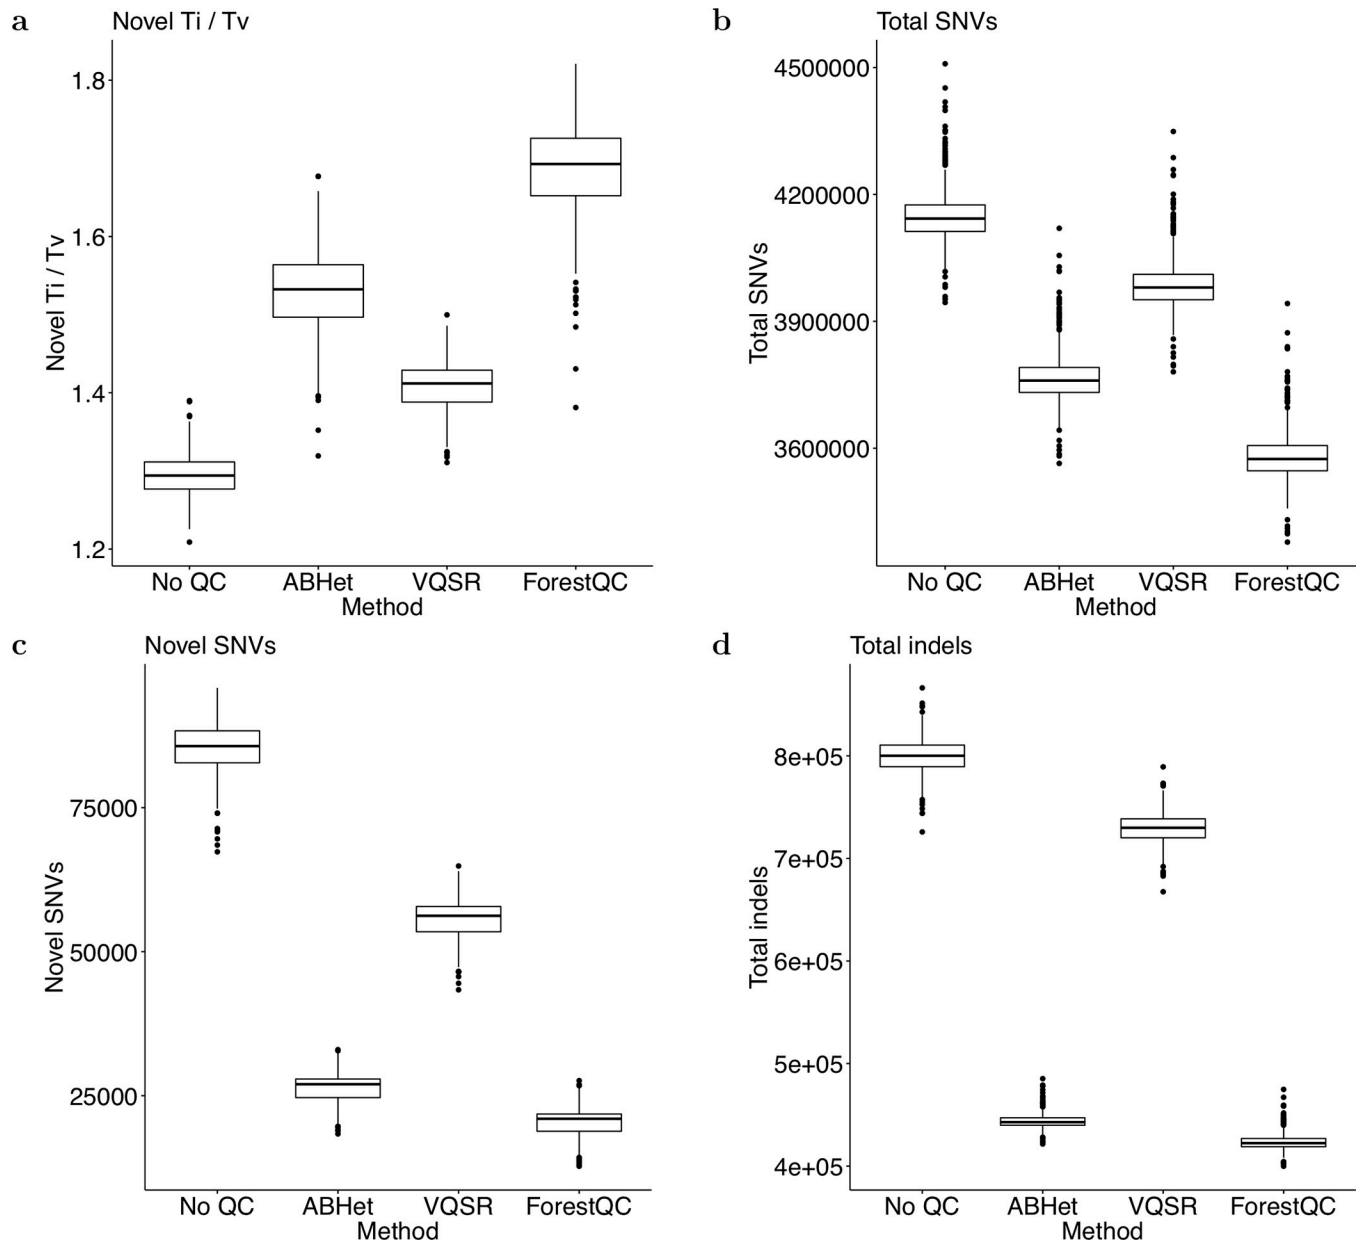 a
Novel Ti / Tv
Novel Ti / Tv
1.8
1.6
1.4
1.2
No QC ABHet VQSR ForestQC
Method
b
Total SNVs
Total SNVs
4500000
4200000
3900000
3600000
No QC ABHet VQSR ForestQC
Method
c
Novel SNVs
Novel SNVs
75000
50000
25000
No QC ABHet VQSR ForestQC
Method
d
Total indels
Total indels
8e+05
7e+05
6e+05
5e+05
4e+05
No QC ABHet VQSR ForestQC
Method